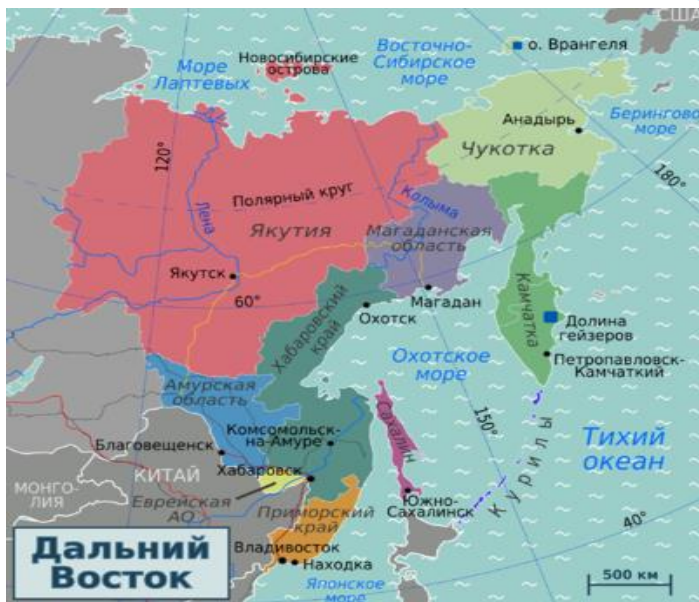 США
о. Врангеля
Новосибирские
острова
Восточно-
Сибирское
море
Море
Лаптевых
Анадырь
Берингово
море
Чукотка
120°
180°
Полярный круг
Колыма
Лена
Якутия
Магаданская
область
Якутск
60°
Магадан
Охотск
Хабаровский
край
Камчатка
Долина
гейзеров
Охотское
море
Петропавловск-
Камчаткий
Амурская
область
150°
Сахалин
Комсомольск-
на-Амуре
Тихий
океан
Благовещенск
Курилы
КИТАЙ
Хабаровск
МОНГО-
ЛИЯ
Еврейская
АО
Южно-
Сахалинск
Приморский
край
40°
Дальний
Восток
Владивосток
Находка
Японское
море
500 км